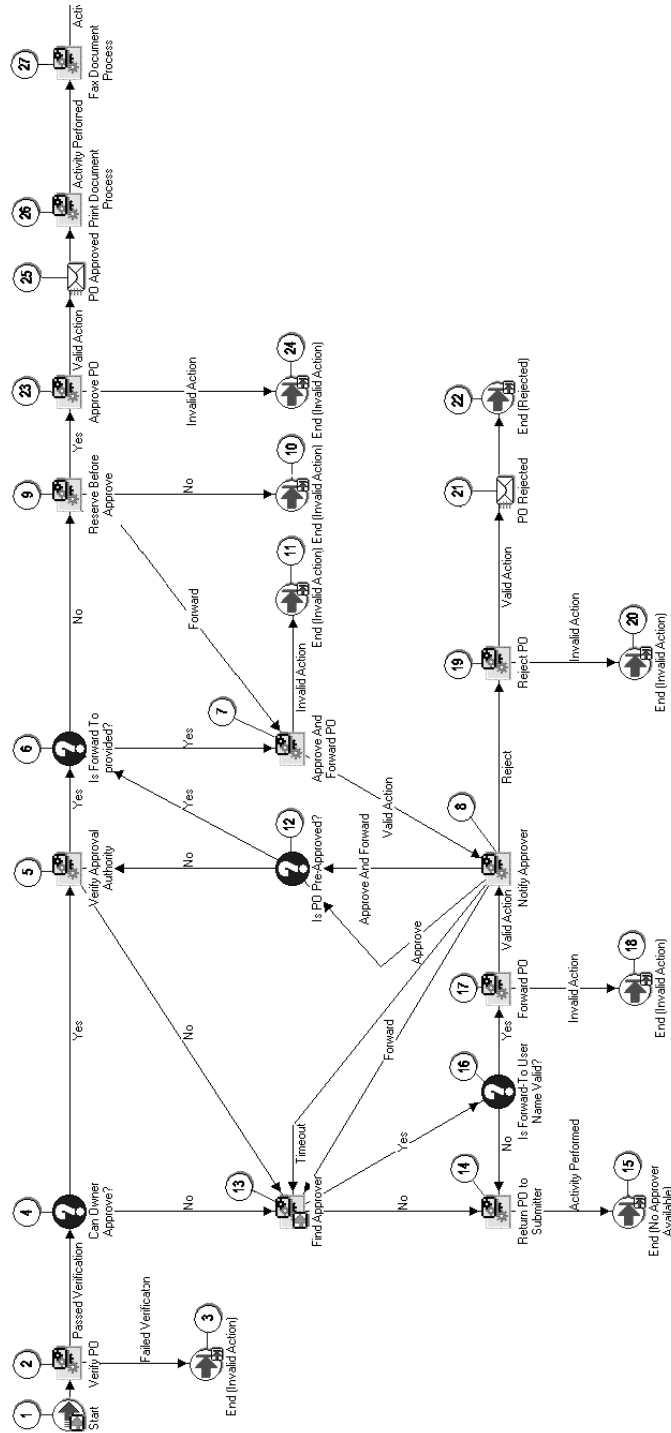 1
Start
2
Verify PO
Passed Verification
Failed Verificaton
3
End (Invalid Action)
4
Can Owner
Approve?
Yes
No
5
Verify Approval
Authority
Yes
No
6
Is Forward To
provided?
No
Yes
9
Reserve Before
Approve
Yes
No
Forward
23
Approve PO
Valid Action
Invalid Action
25
PO Approved
26
Print Document
Process
Activity Performed
27
Fax Document
Process
Activi
24
End (Invalid Action)
10
End (Invalid Action)
11
End (Invalid Action)
7
Approve And
Forward PO
Invalid Action
Valid Action
12
Is PO Pre-Approved?
No
Yes
Approve And Forward
Approve
13
Find Approver
Timeout
Forward
Yes
No
14
Return PO to
Submitter
Activity Performed
15
End (No Approver
Available)
16
Is Forward-To User
Name Valid?
No
Yes
17
Forward PO
Valid Action
Invalid Action
18
End (Invalid Action)
8
Notify Approver
Reject
19
Reject PO
Valid Action
Invalid Action
20
End (Invalid Action)
21
PO Rejected
22
End (Rejected)